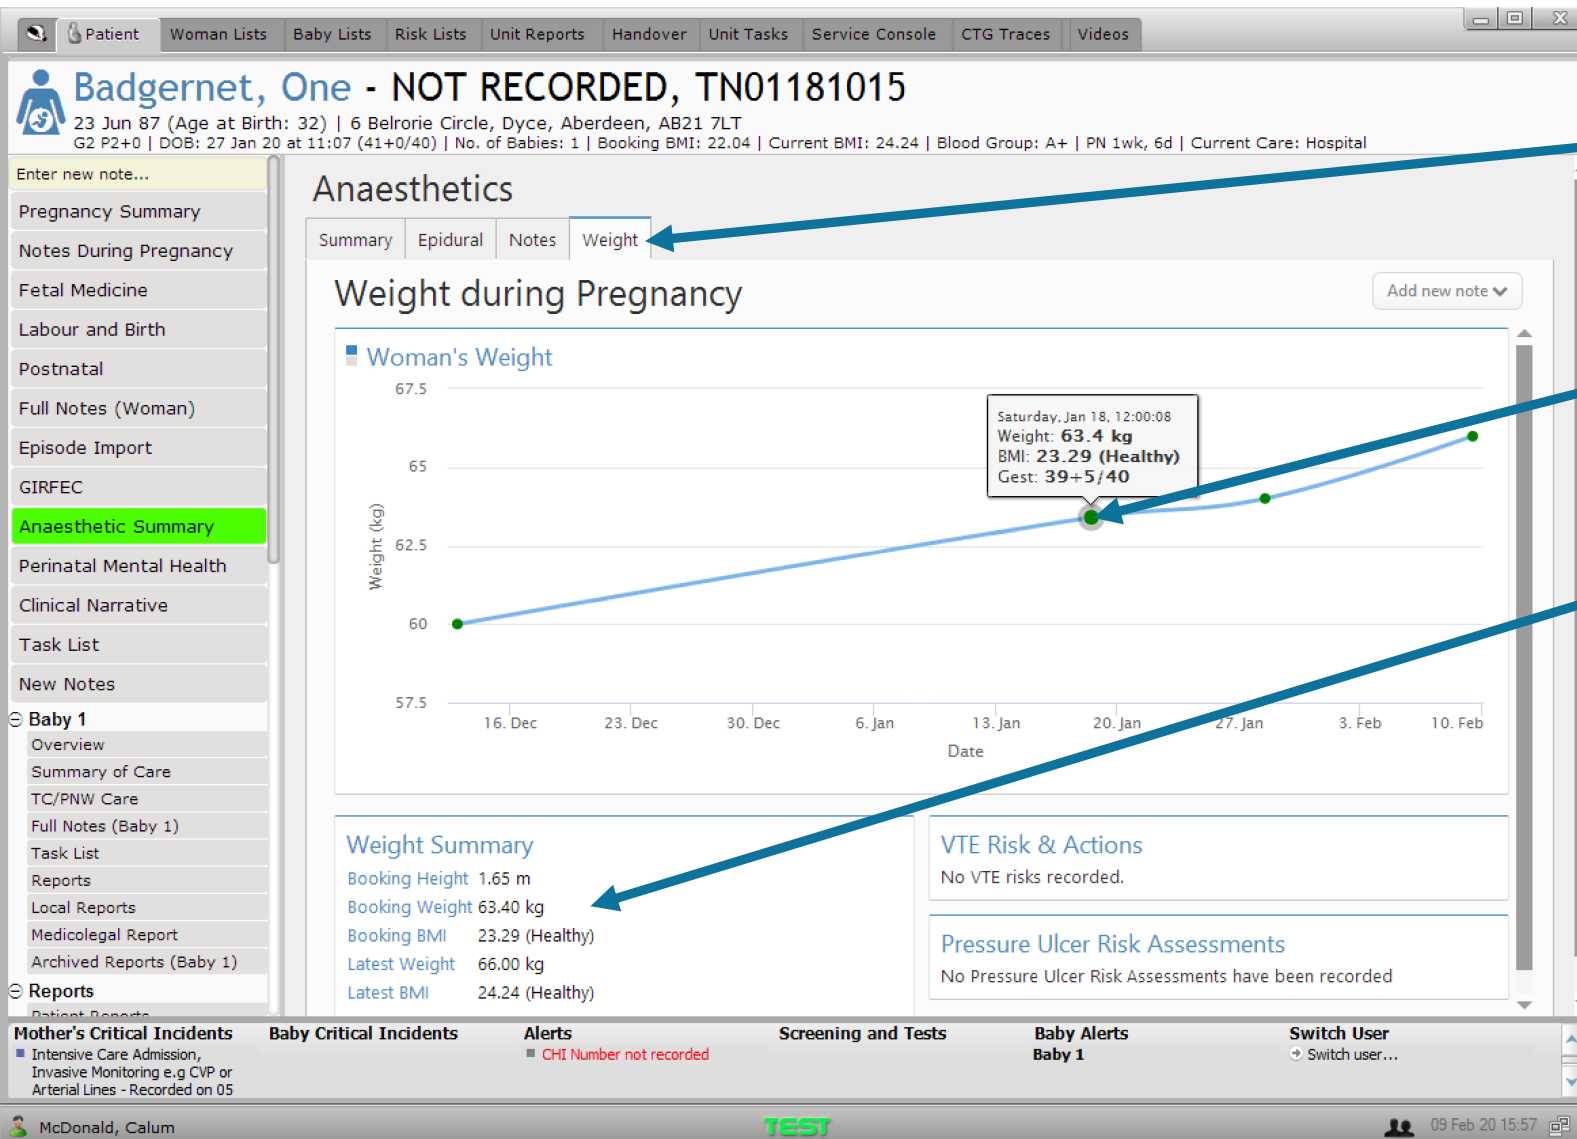 Patient Woman Lists Baby Lists Risk Lists Unit Reports Handover Unit Tasks Service Console CTG Traces Videos
Badgernet, One - NOT RECORDED, TN01181015
23 Jun 87 (Age at Birth: 32) | 6 Belrorie Circle, Dyce, Aberdeen, AB21 7LT
G2 P2+0 | DOB: 27 Jan 20 at 11:07 (41+0/40) | No. of Babies: 1 | Booking BMI: 22.04 | Current BMI: 24.24 | Blood Group: A+ | PN 1wk, 6d | Current Care: Hospital
Enter new note...
Pregnancy Summary
Notes During Pregnancy
Fetal Medicine
Labour and Birth
Postnatal
Full Notes (Woman)
Episode Import
GIRFEC
Anaesthetic Summary
Perinatal Mental Health
Clinical Narrative
Task List
New Notes
Baby 1
Overview
Summary of Care
TC/PNW Care
Full Notes (Baby 1)
Task List
Reports
Local Reports
Medicolegal Report
Archived Reports (Baby 1)
Reports
Patient Reports
Anaesthetics
Summary Epidural Notes Weight
Weight during Pregnancy
Add new note
Woman's Weight
67.5
65
62.5
60
57.5
Weight (kg)
Saturday, Jan 18, 12:00:08
Weight: 63.4 kg
BMI: 23.29 (Healthy)
Gest: 39+5/40
16. Dec 23. Dec 30. Dec 6. Jan 13. Jan 20. Jan 27. Jan 3. Feb 10. Feb
Date
Weight Summary
Booking Height 1.65 m
Booking Weight 63.40 kg
Booking BMI 23.29 (Healthy)
Latest Weight 66.00 kg
Latest BMI 24.24 (Healthy)
VTE Risk & Actions
No VTE risks recorded.
Pressure Ulcer Risk Assessments
No Pressure Ulcer Risk Assessments have been recorded
Mother's Critical Incidents
Intensive Care Admission,
Invasive Monitoring e.g CVP or
Arterial Lines - Recorded on 05
Baby Critical Incidents
Alerts
CHI Number not recorded
Screening and Tests
Baby Alerts
Baby 1
Switch User
Switch user...
McDonald, Calum
TEST
09 Feb 20 15:57